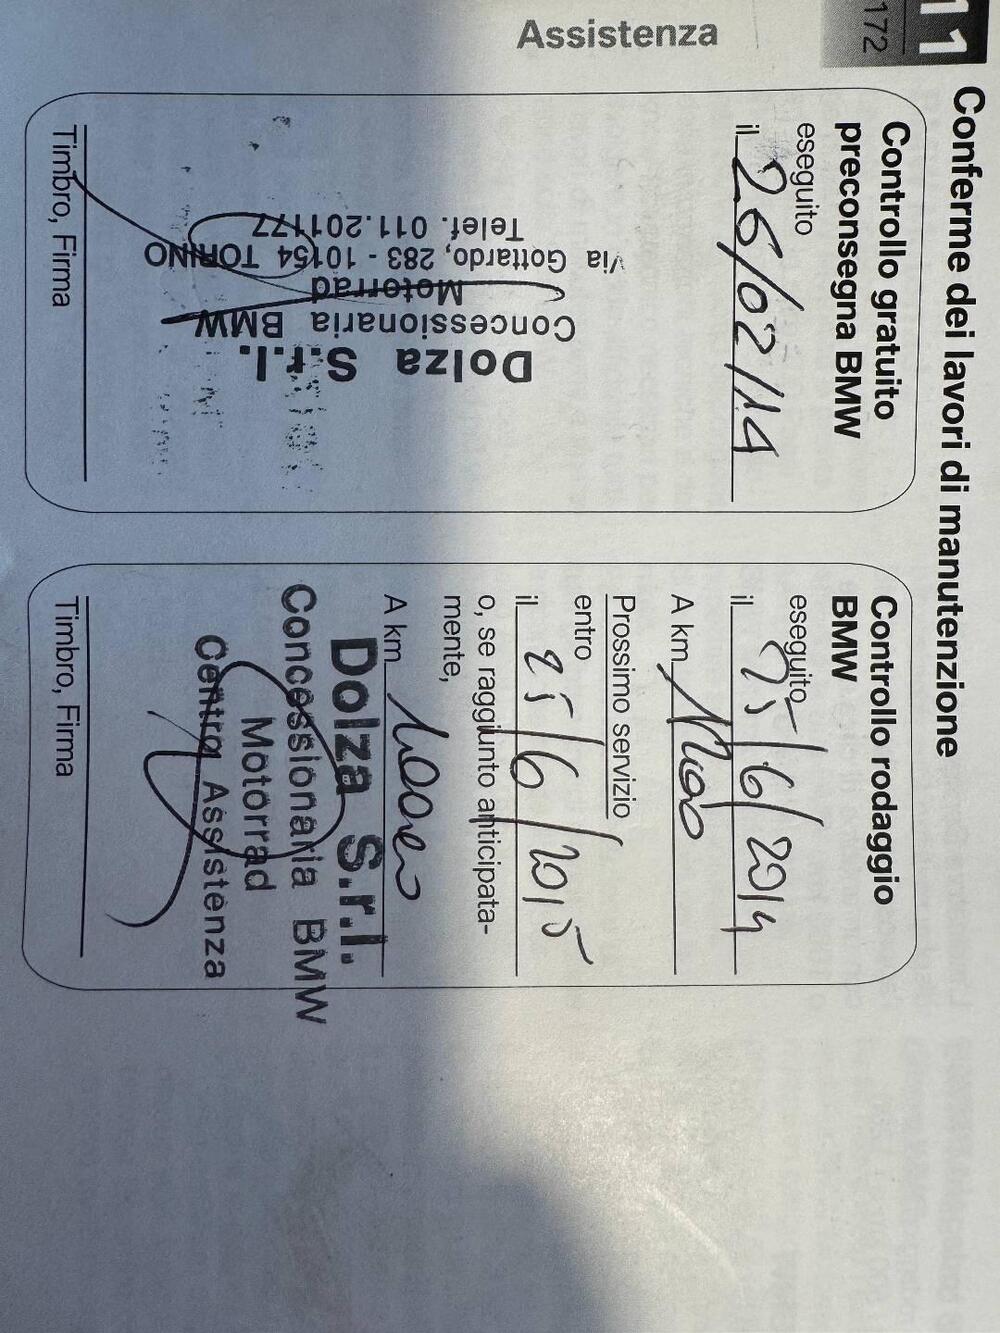 11
172
Assistenza
Conferme dei lavori di manutenzione
Controllo gratuito
preconsegna BMW
eseguito
il 26/02/14
Dolza S.r.l.
Concessionaria BMW
Motorrad
Via Gottardo, 283 - 10154 TORINO
Telef. 011.201177
Timbro, Firma
Controllo rodaggio
BMW
eseguito
il 25/6/2014
A km
Prossimo servizio
entro
il 25/6/2015
o, se raggiunto anticipata-
mente,
A km
Dolza S.r.l.
Concessionaria BMW
Motorrad
Centro Assistenza
Timbro, Firma